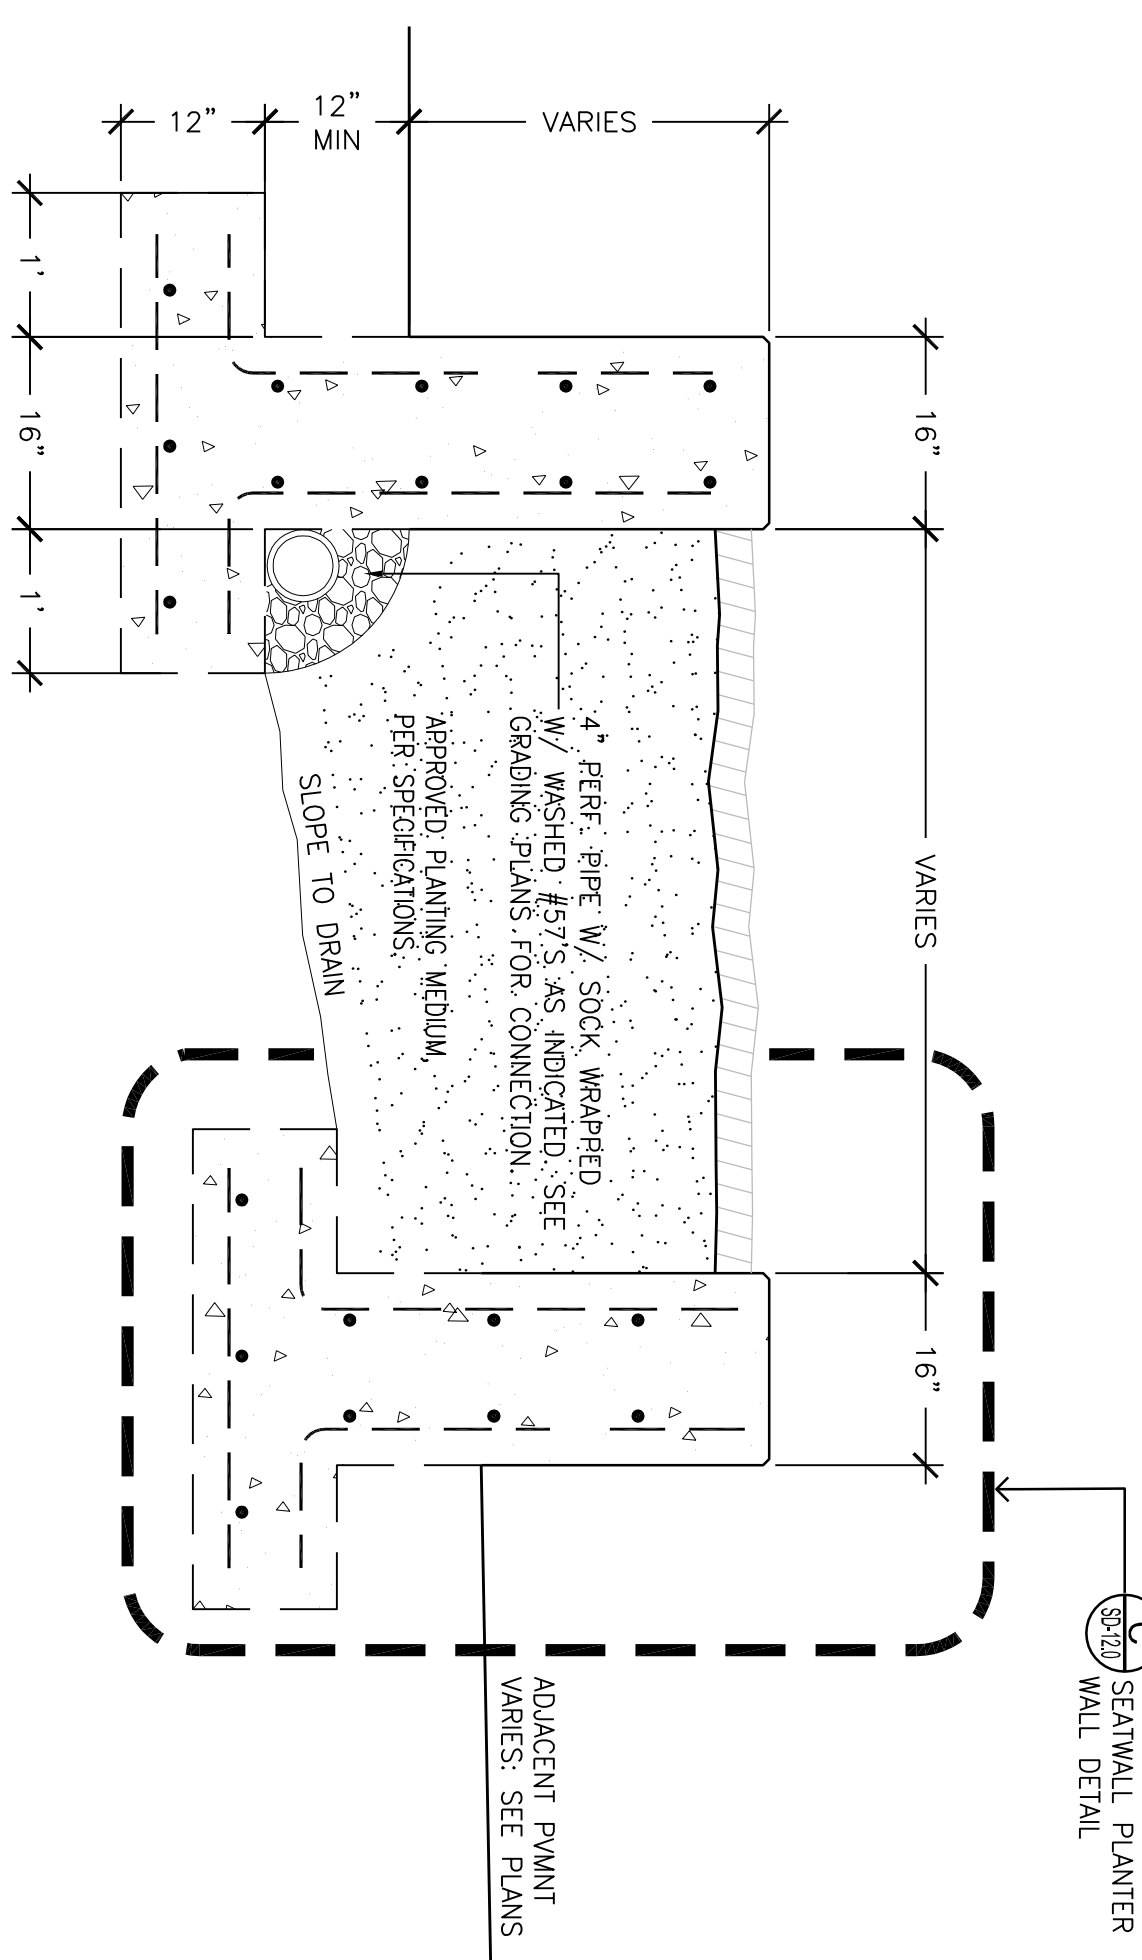 C
SD-12.0
SEATWALL PLANTER
WALL DETAIL
16”
VARIES
16”
VARIES
12”
MIN
12”
4” PERF. PIPE W/ SOCK WRAPPED
W/ WASHED #57'S AS INDICATED SEE
GRADING PLANS FOR CONNECTION
APPROVED PLANTING MEDIUM,
PER SPECIFICATIONS.
SLOPE TO DRAIN
ADJACENT PVMNT
VARIES: SEE PLANS
1’
16”
1’